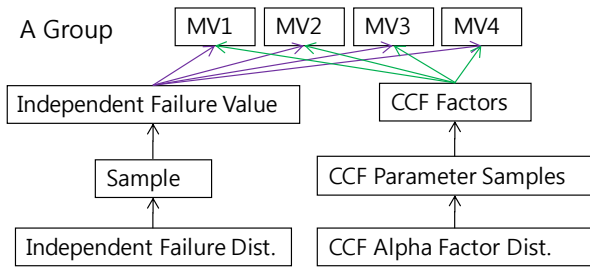 A Group
MV1 MV2 MV3 MV4
Independent Failure Value CCF Factors
Sample CCF Parameter Samples
Independent Failure Dist. CCF Alpha Factor Dist.